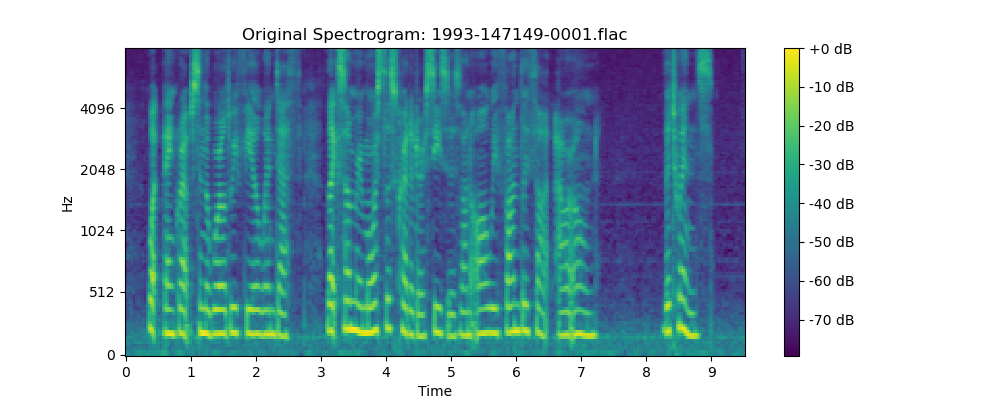 Original Spectrogram: 1993-147149-0001.flac
+0 dB
-10 dB
-20 dB
-30 dB
-40 dB
-50 dB
-60 dB
-70 dB
4096
2048
1024
512
0
Hz
0 1 2 3 4 5 6 7 8 9
Time